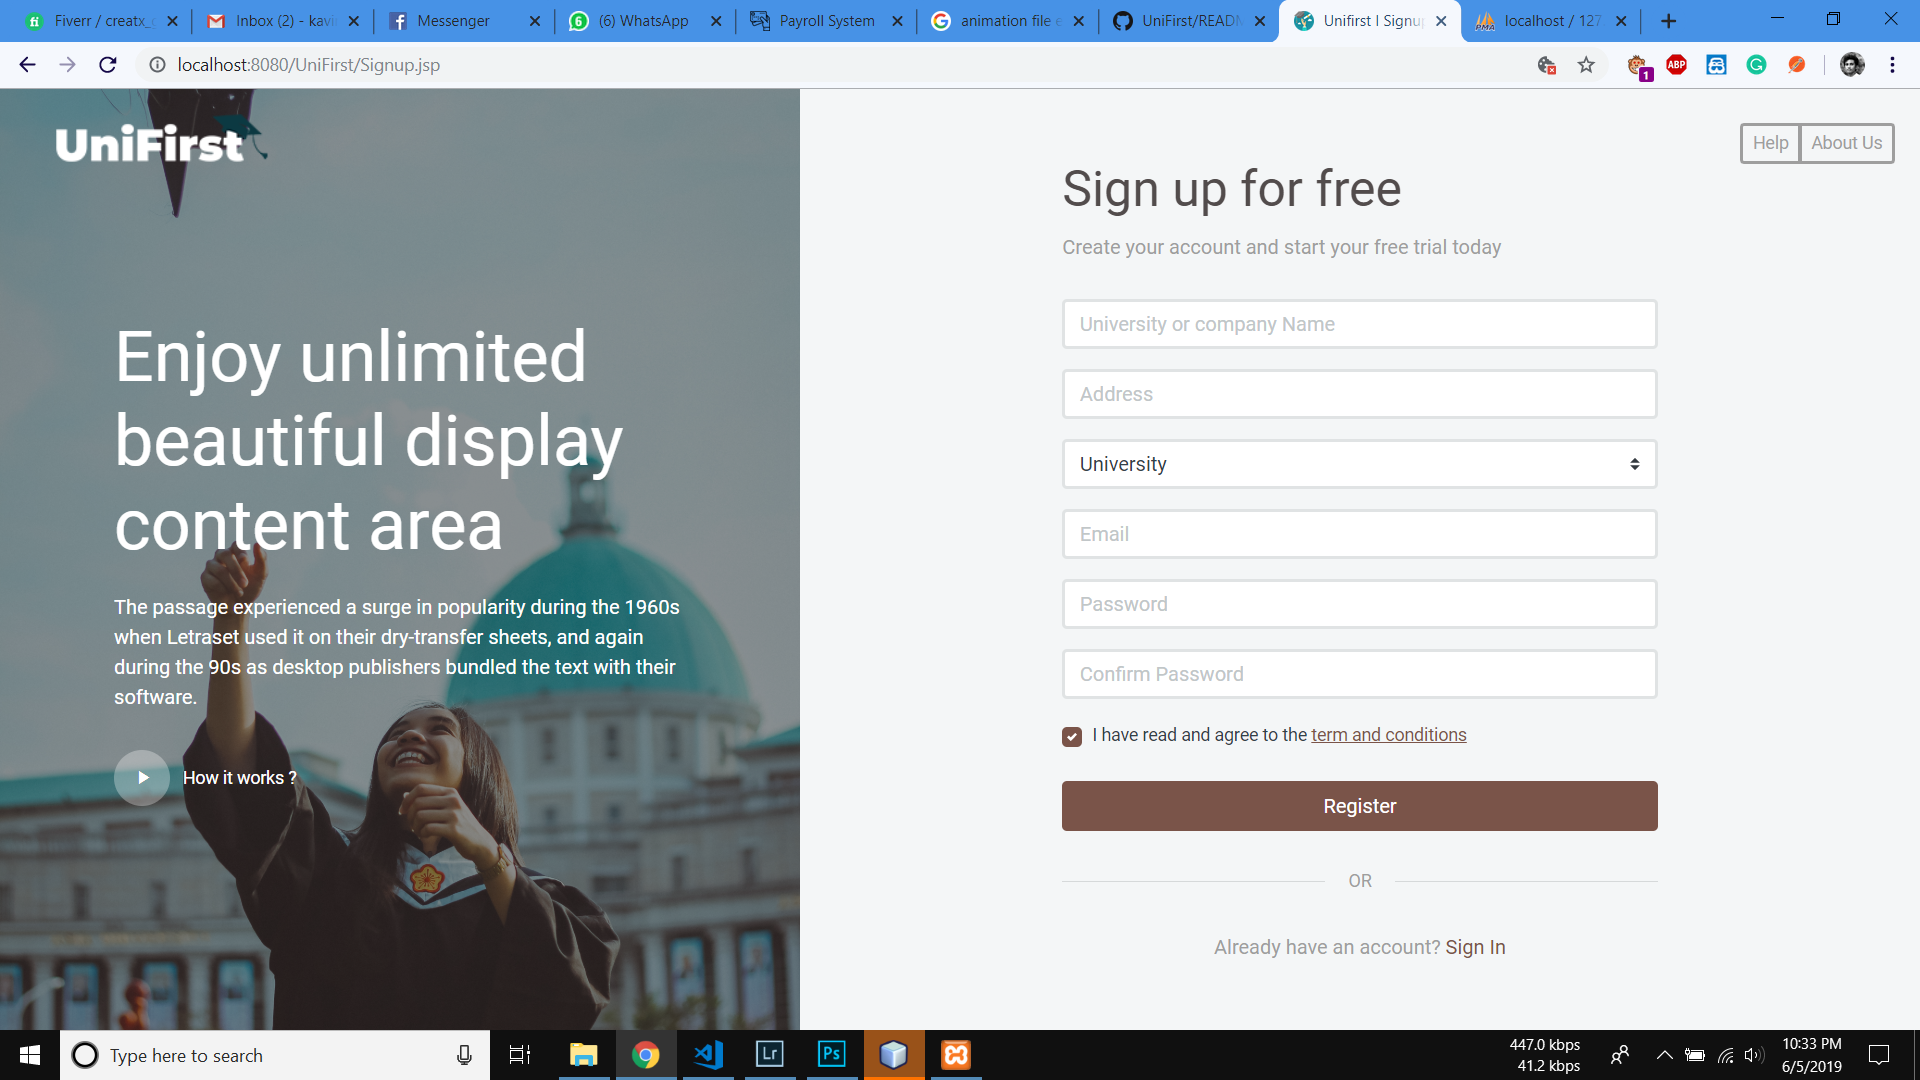 Fiverr / creatx_
Inbox (2) - kavi
Messenger
(6) WhatsApp
Payroll System
animation file e
UniFirst/READ
Unifirst I Signup
localhost / 127
localhost:8080/UniFirst/Signup.jsp
1
ABP
UniFirst
Help
About Us
Sign up for free
Create your account and start your free trial today
University or company Name
Address
University
Email
Password
Confirm Password
I have read and agree to the term and conditions
Register
OR
Already have an account? Sign In
Enjoy unlimited
beautiful display
content area
The passage experienced a surge in popularity during the 1960s
when Letraset used it on their dry-transfer sheets, and again
during the 90s as desktop publishers bundled the text with their
software.
How it works ?
Type here to search
Lr
Ps
447.0 kbps
41.2 kbps
10:33 PM
6/5/2019